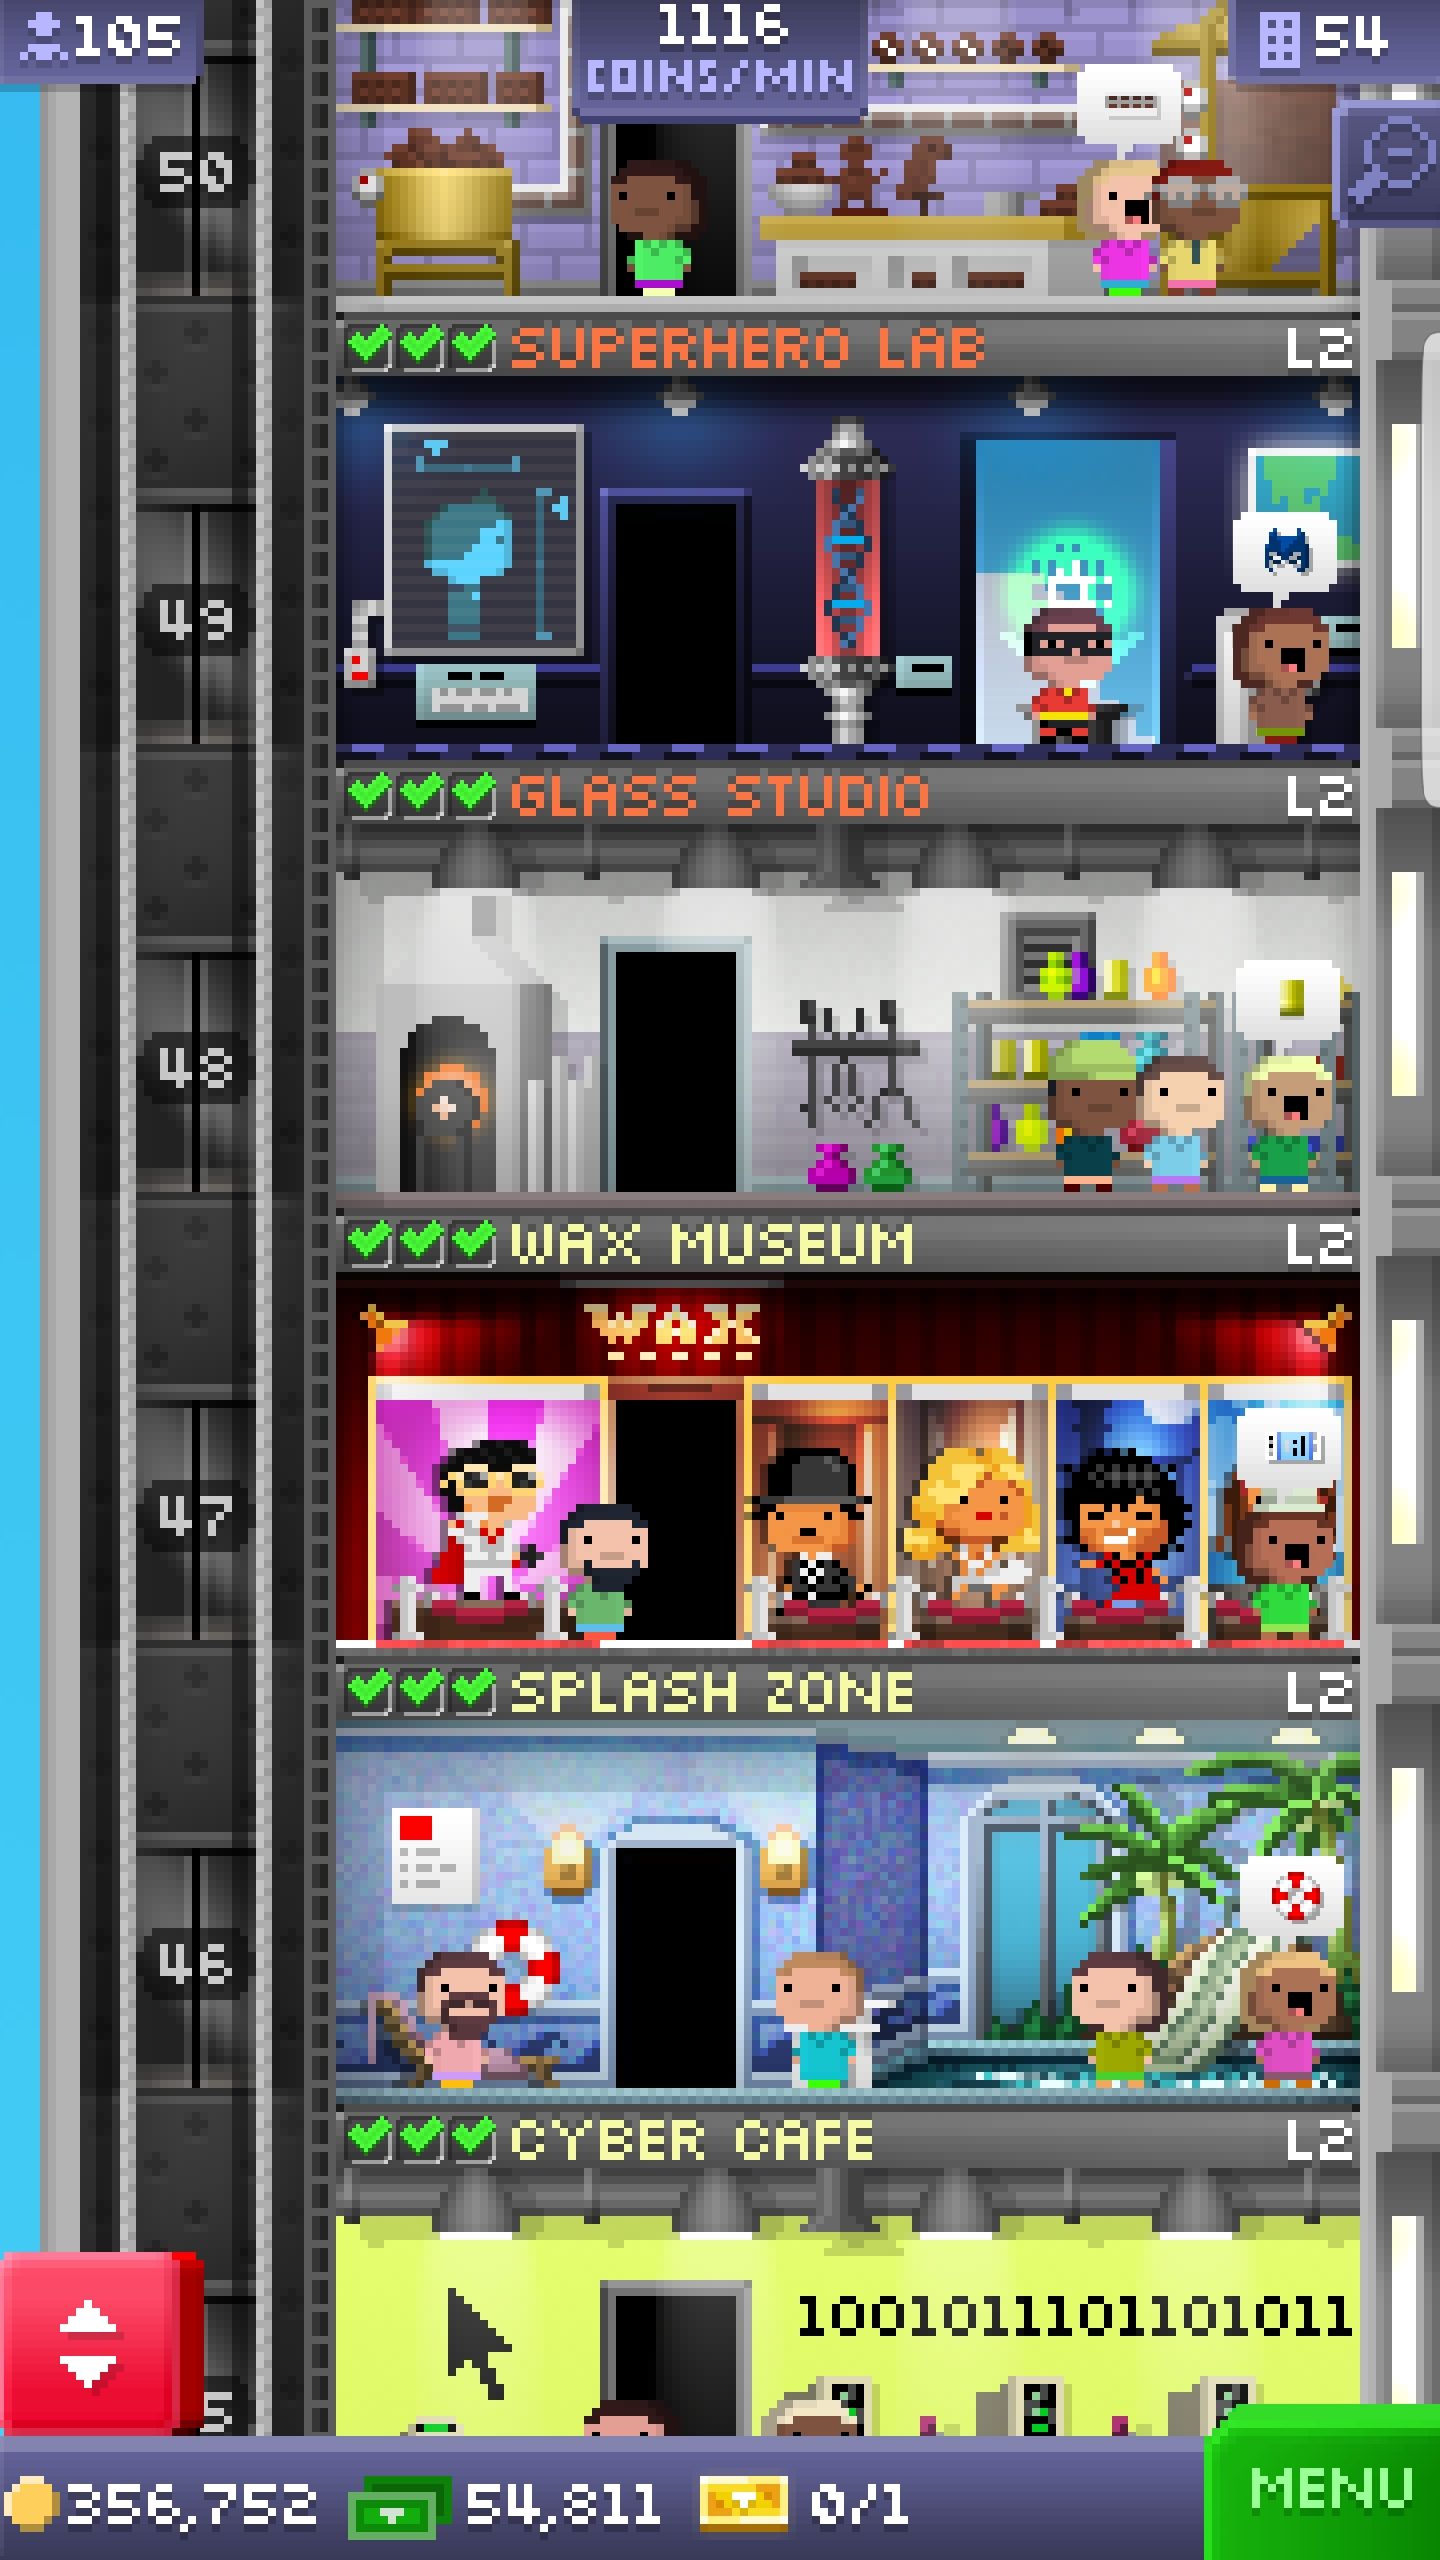 105
1116
COINS/MIN
54
50
SUPERHERO LAB L2
49
GLASS STUDIO L2
48
WAX MUSEUM L2
WAX
47
SPLASH ZONE L2
46
CYBER CAFE L2
1001011101101011
5
356,752 54,811 0/1
MENU